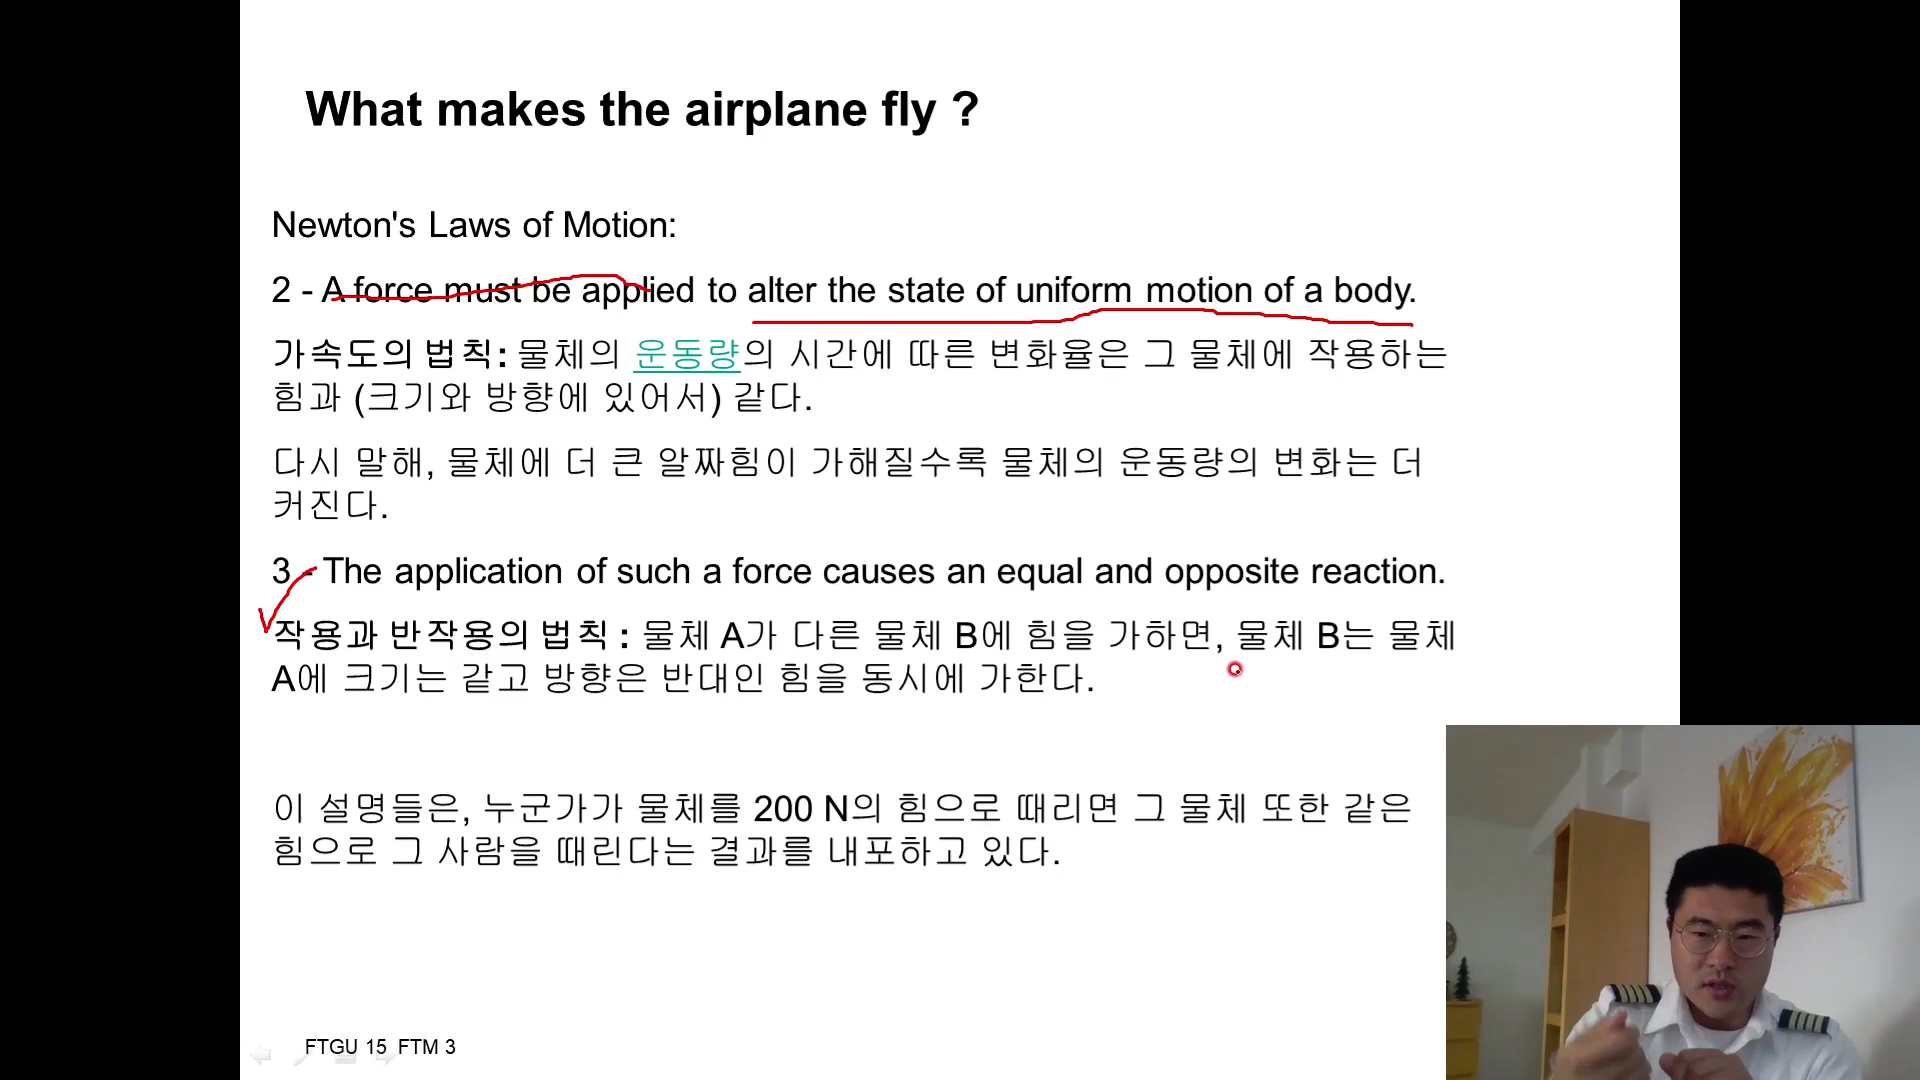 What makes the airplane fly ?
Newton's Laws of Motion:
2 - A force must be applied to alter the state of uniform motion of a body.
가속도의 법칙: 물체의 운동량의 시간에 따른 변화율은 그 물체에 작용하는
힘과 (크기와 방향에 있어서) 같다.
다시 말해, 물체에 더 큰 알짜힘이 가해질수록 물체의 운동량의 변화는 더
커진다.
3 - The application of such a force causes an equal and opposite reaction.
작용과 반작용의 법칙 : 물체 A가 다른 물체 B에 힘을 가하면, 물체 B는 물체
A에 크기는 같고 방향은 반대인 힘을 동시에 가한다.
이 설명들은, 누군가가 물체를 200 N의 힘으로 때리면 그 물체 또한 같은
힘으로 그 사람을 때린다는 결과를 내포하고 있다.
FTGU 15 FTM 3